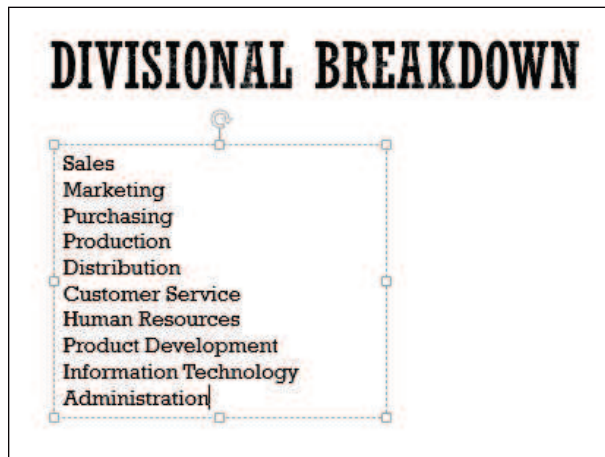 DIVISIONAL BREAKDOWN
Sales
Marketing
Purchasing
Production
Distribution
Customer Service
Human Resources
Product Development
Information Technology
Administration